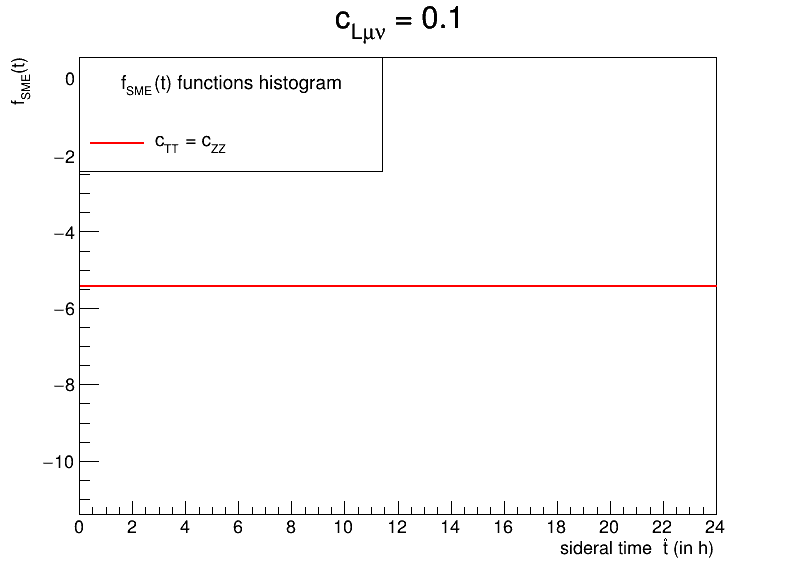 c_Lμν = 0.1
f_SME(t)
f_SME(t) functions histogram
c_TT = c_ZZ
0
−2
−4
−6
−8
−10
0 2 4 6 8 10 12 14 16 18 20 22 24
sideral time t̂ (in h)